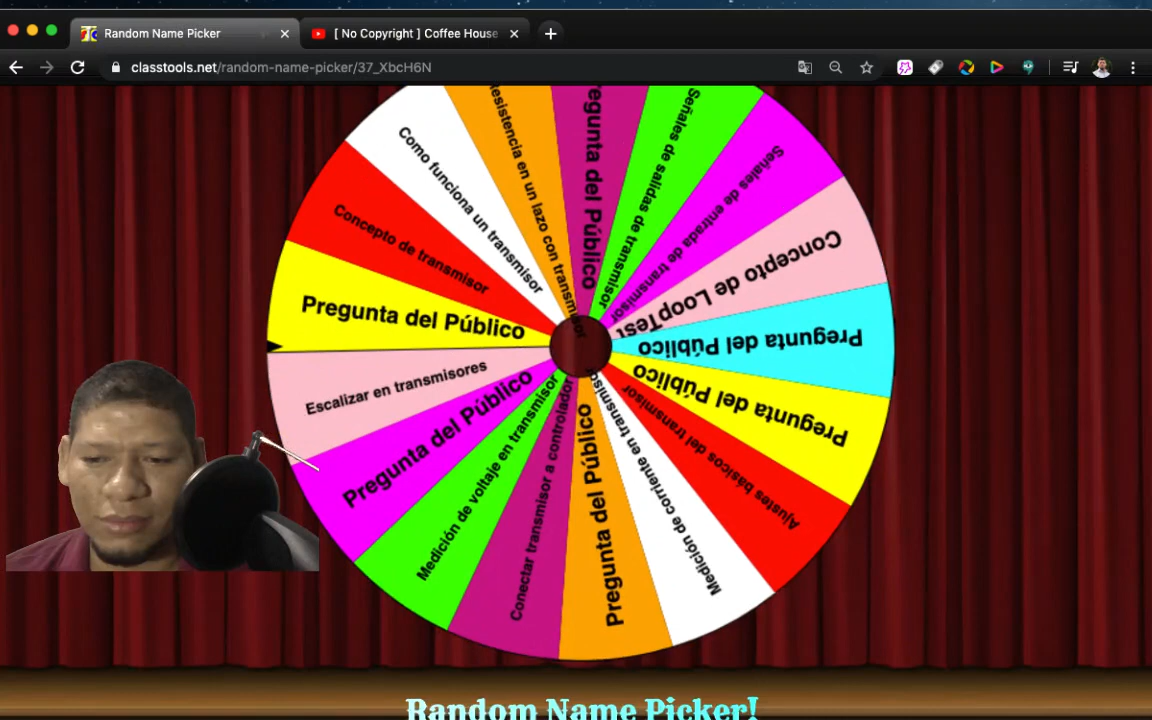 Random Name Picker
[ No Copyright ] Coffee House
classtools.net/random-name-picker/37_XbcH6N
Resistencia en un lazo con transmisor
Pregunta del Público
Señales de salidas de transmisor
Señales de entrada de transmisor
Concepto de LoopTest
Pregunta del Público
Pregunta del Público
Ajustes básicos del transmisor
Medición de corriente en transmisor
Pregunta del Público
Conectar transmisor a controlador
Medición de voltaje en transmisor
Pregunta del Público
Escalizar en transmisores
Pregunta del Público
Concepto de transmisor
Como funciona un transmisor
Random Name Picker!